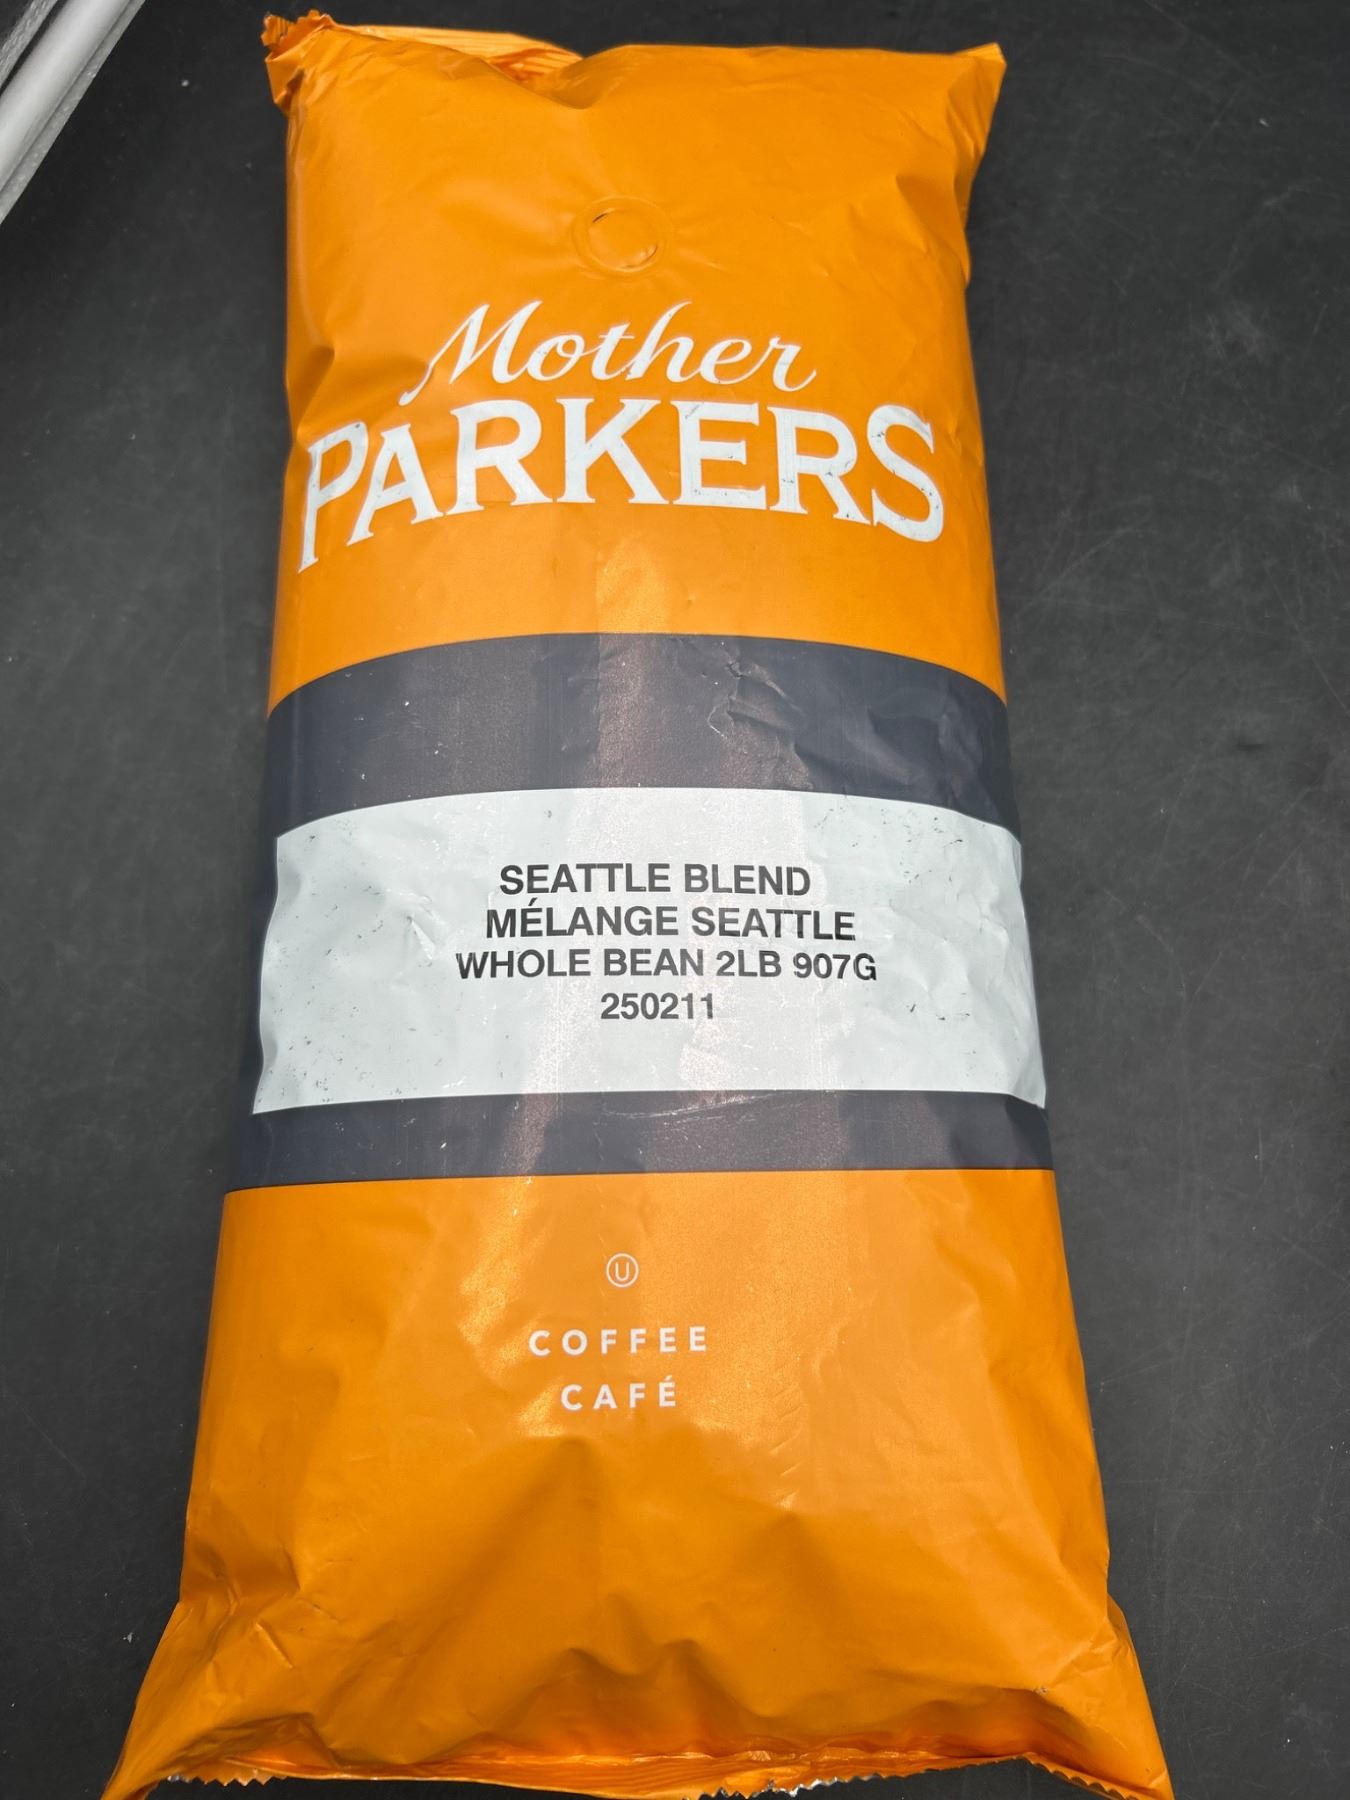 Mother
PARKERS
SEATTLE BLEND
MÉLANGE SEATTLE
WHOLE BEAN 2LB 907G
250211
U
COFFEE
CAFÉ